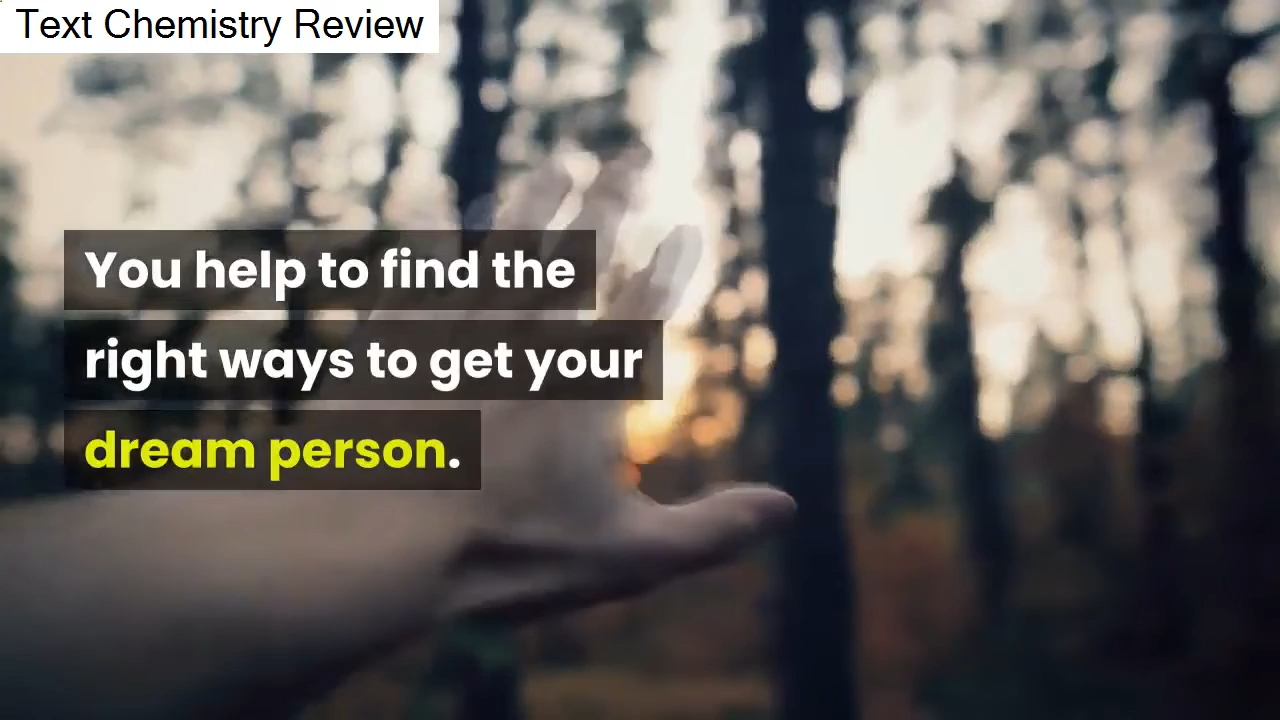 Text Chemistry Review
You help to find the
right ways to get your
dream person.